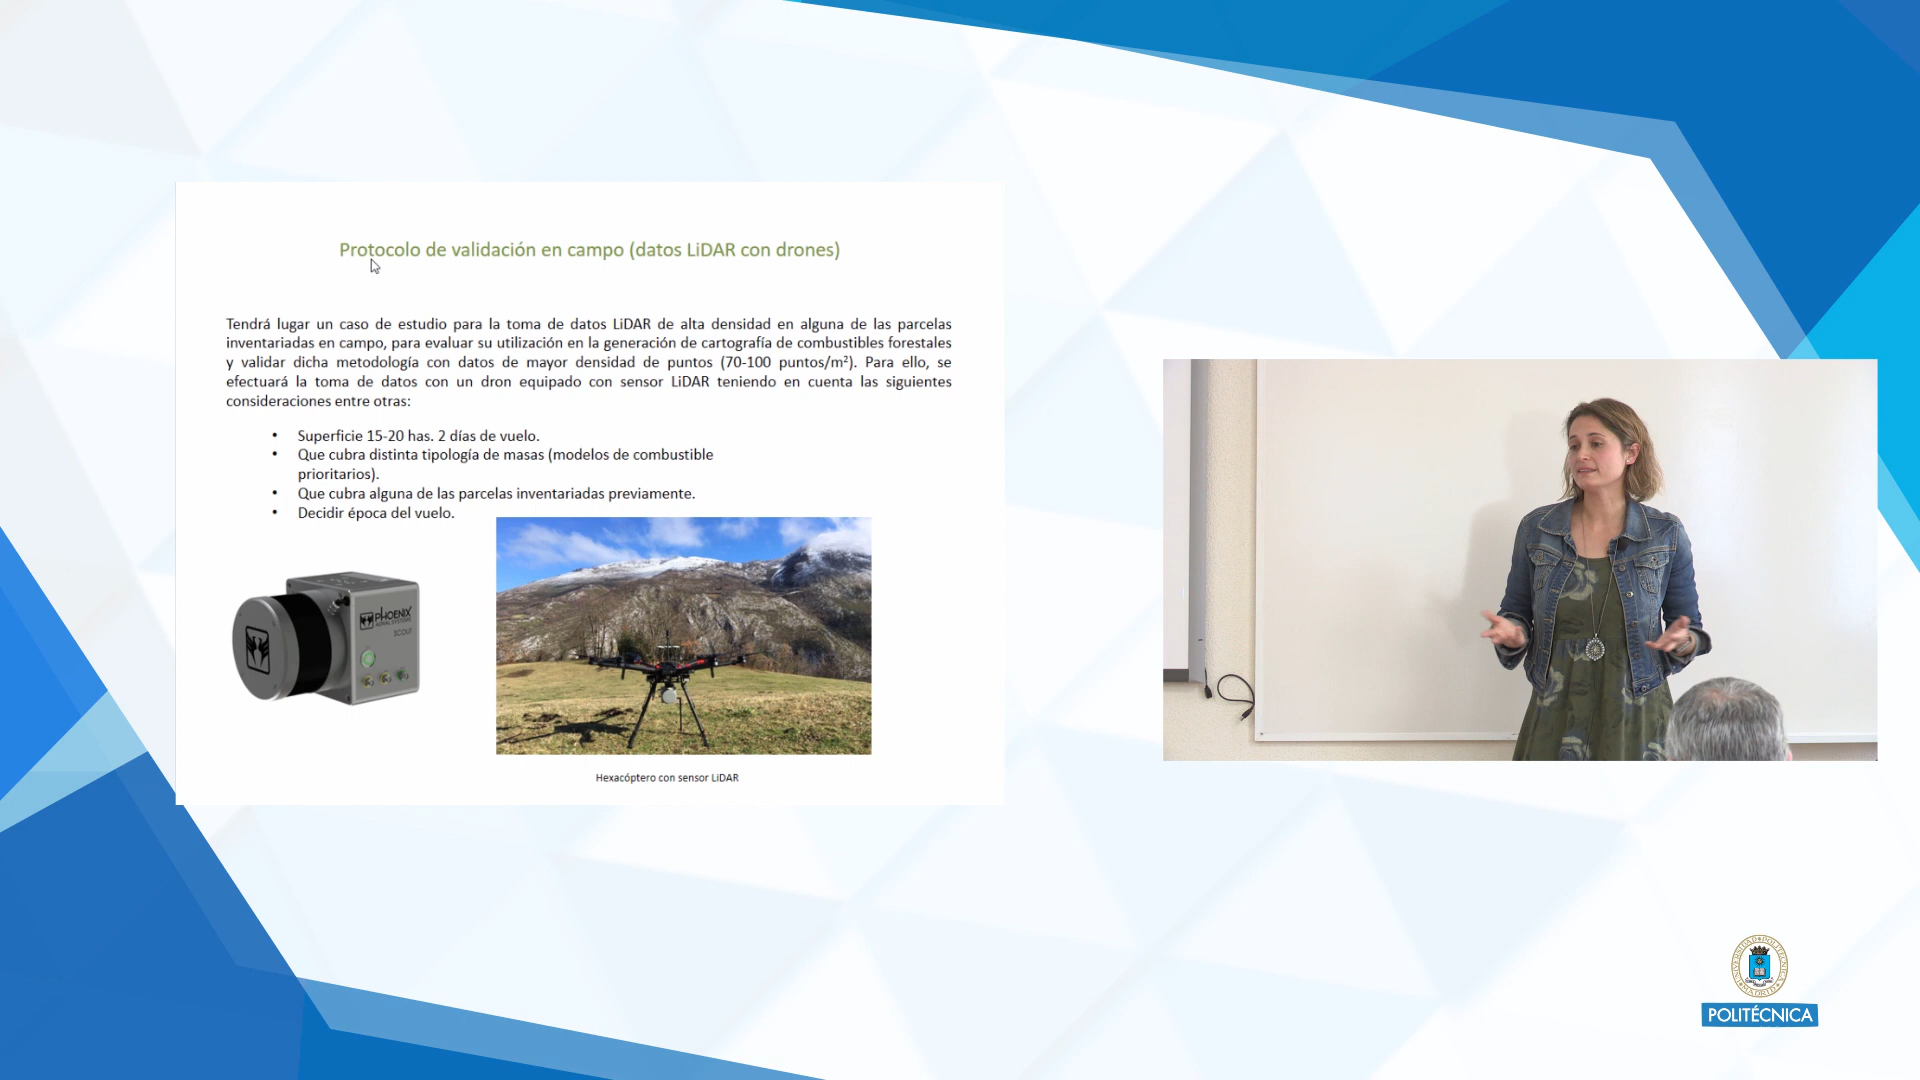 Protocolo de validación en campo (datos LiDAR con drones)
Tendrá lugar un caso de estudio para la toma de datos LiDAR de alta densidad en alguna de las parcelas
inventariadas en campo, para evaluar su utilización en la generación de cartografía de combustibles forestales
y validar dicha metodología con datos de mayor densidad de puntos (70-100 puntos/m²). Para ello, se
efectuará la toma de datos con un dron equipado con sensor LiDAR teniendo en cuenta las siguientes
consideraciones entre otras:
• Superficie 15-20 has. 2 días de vuelo.
• Que cubra distinta tipología de masas (modelos de combustible
prioritarios).
• Que cubra alguna de las parcelas inventariadas previamente.
• Decidir época del vuelo.
PHOENIX
AERIAL SYSTEMS
SCOUT
Hexacóptero con sensor LiDAR
UNIVERSIDAD POLITÉCNICA
MADRID
POLITÉCNICA